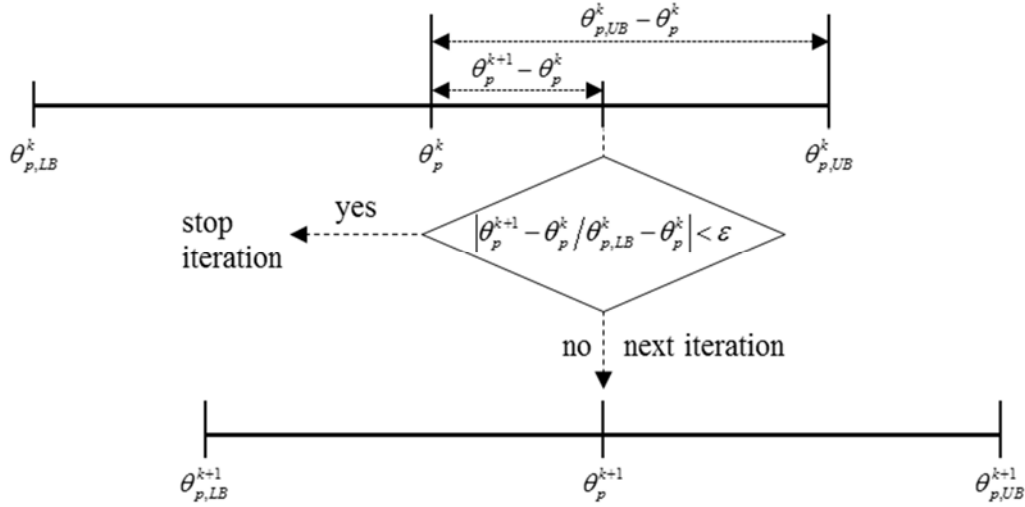 θ^k_{p,UB} − θ^k_p
θ^{k+1}_p − θ^k_p
θ^k_{p,LB} θ^k_p θ^k_{p,UB}
yes
stop
iteration
|θ^{k+1}_p − θ^k_p / θ^k_{p,LB} − θ^k_p| < ε
no next iteration
θ^{k+1}_{p,LB} θ^{k+1}_p θ^{k+1}_{p,UB}